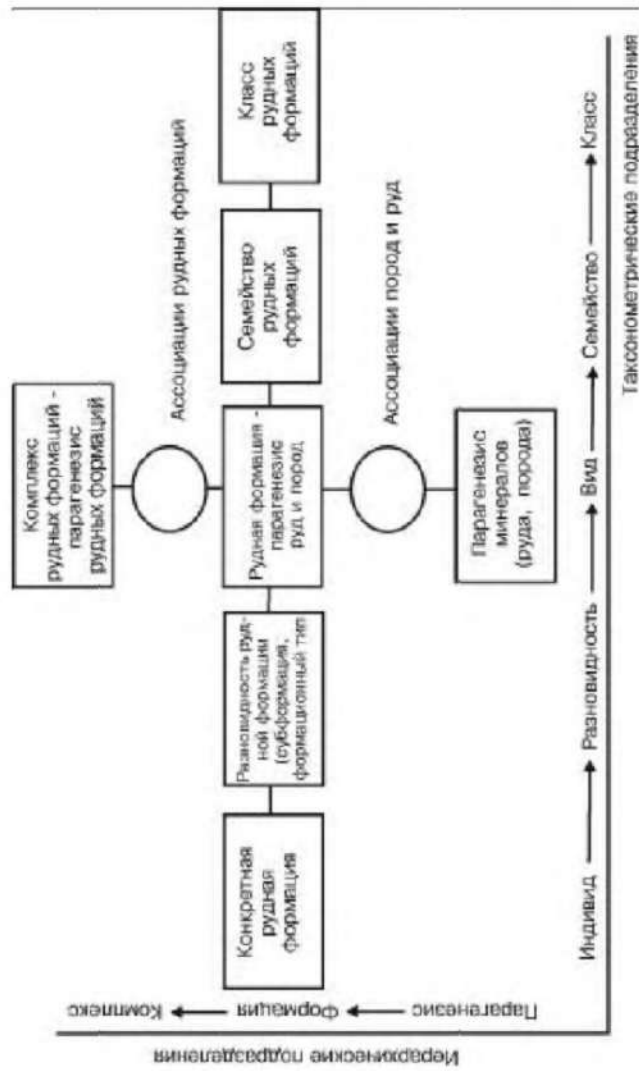 Комплекс
рудных формаций -
парагенезис
рудных формаций
Ассоциации рудных формаций
Конкретная
рудная
формация
Разновидность руд-
ной формации
(субформация,
формационный тип
Рудная формация -
парагенезис
руд и пород
Семейство
рудных
формаций
Класс
рудных
формаций
Ассоциации пород и руд
Парагенезис
минералов
(руда, порода)
Иерархические подразделения
Парагенезис
Формация
Комплекс
Индивид
Разновидность
Вид
Семейство
Класс
Таксонометрические подразделения